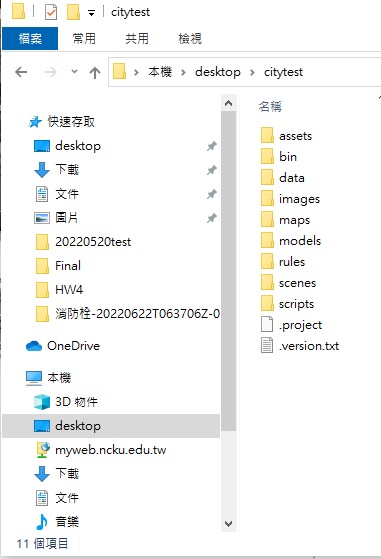 citytest
檔案 常用 共用 檢視
本機 > desktop > citytest
快速存取
desktop
下載
文件
圖片
20220520test
Final
HW4
消防栓-20220622T063706Z-0
OneDrive
本機
3D 物件
desktop
myweb.ncku.edu.tw
下載
文件
音樂
名稱
assets
bin
data
images
maps
models
rules
scenes
scripts
.project
.version.txt
11 個項目